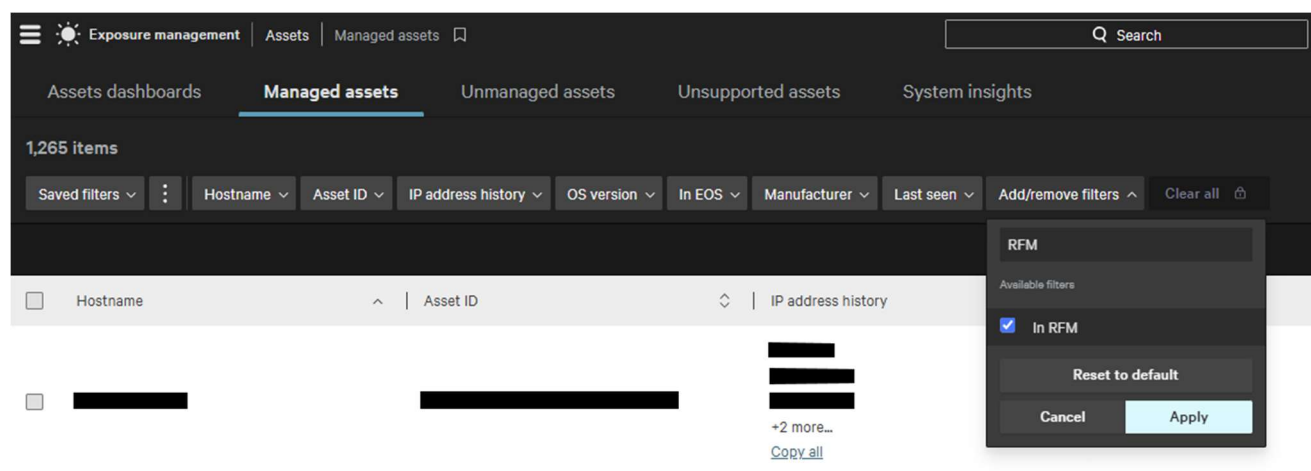 Exposure management | Assets | Managed assets
Search
Assets dashboards Managed assets Unmanaged assets Unsupported assets System insights
1,265 items
Saved filters Hostname Asset ID IP address history OS version In EOS Manufacturer Last seen Add/remove filters Clear all
RFM
Available filters
Hostname Asset ID IP address history
In RFM
Reset to default
Cancel Apply
+2 more...
Copy all